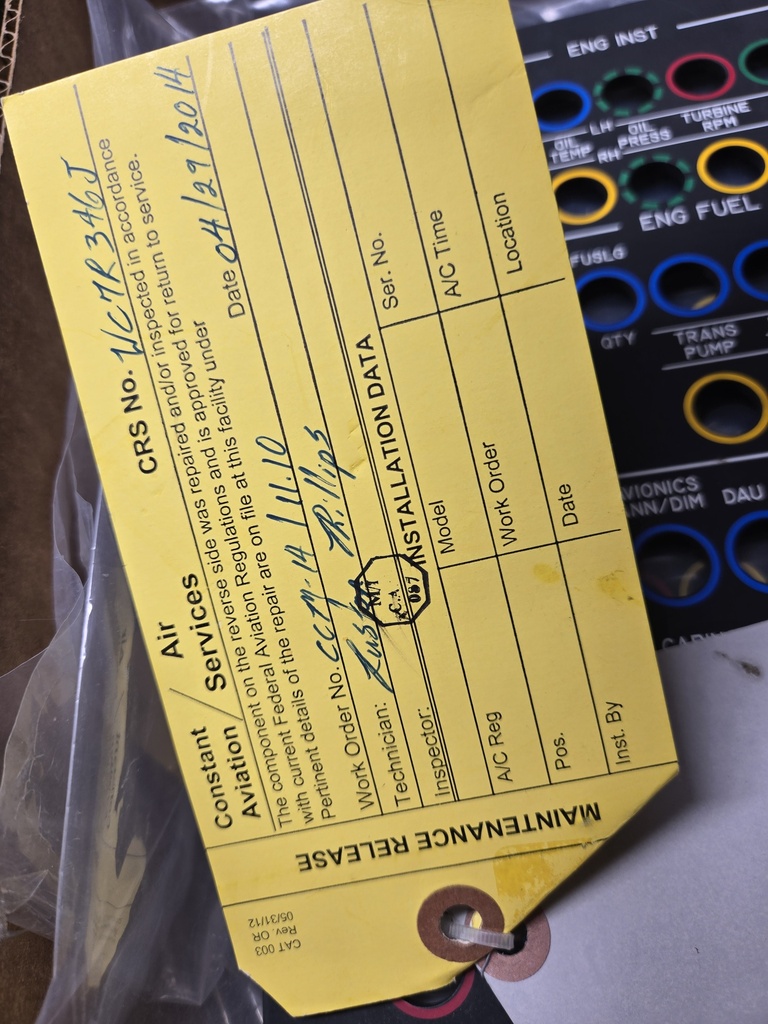 Constant Aviation / Air Services CRS No. WC7R346J
The component on the reverse side was repaired and/or inspected in accordance
with current Federal Aviation Regulations and is approved for return to service.
Pertinent details of the repair are on file at this facility under
Work Order No. CC79-14/11.10 Date 04/29/2014
Technician: Phillips
Inspector:
INSTALLATION DATA
A/C Reg Model Ser. No.
Pos. Work Order A/C Time
Inst. By Date Location
MAINTENANCE RELEASE
CAT 003
Rev. OR
05/31/12
ENG INST
LH
OIL TEMP OIL PRESS TURBINE RPM
RH
ENG FUEL
FUSLG
QTY TRANS PUMP
DAU